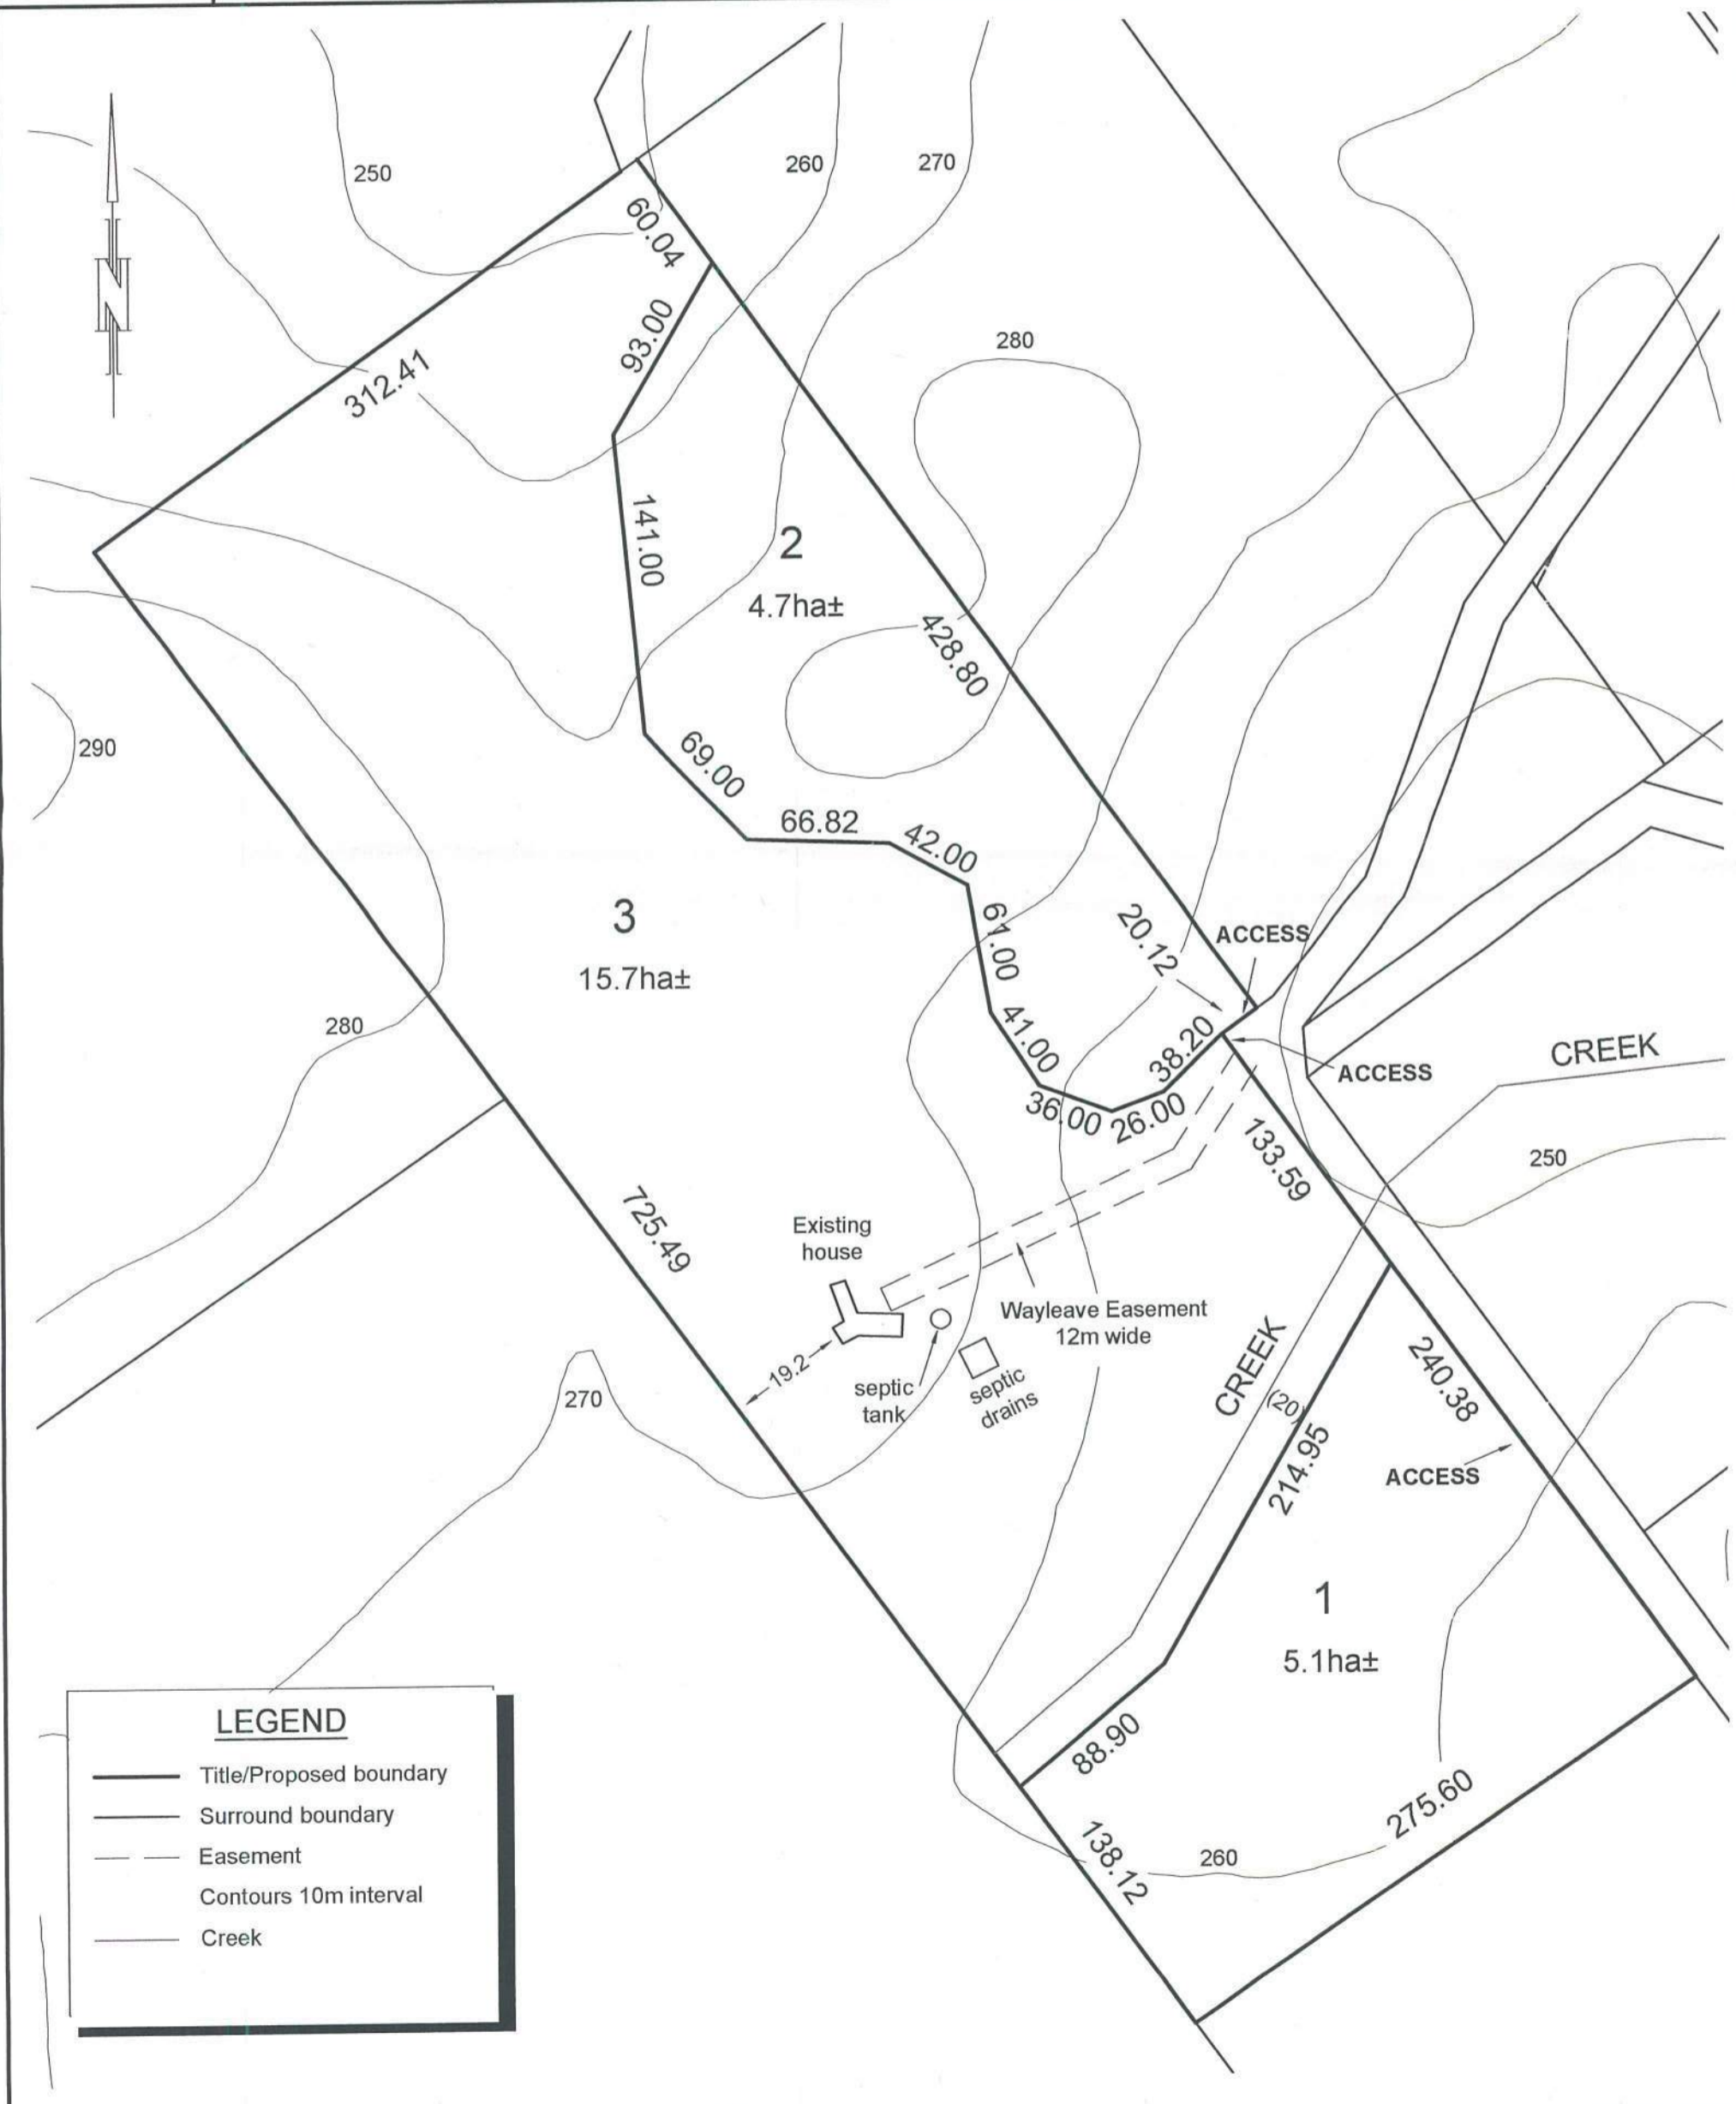 N
250
260
270
60.04
93.00
312.41
280
141.00
2
4.7ha±
428.80
290
69.00
66.82
42.00
3
15.7ha±
61.00
20.12
ACCESS
41.00
38.20
ACCESS
CREEK
280
36.00
26.00
133.59
250
725.49
Existing
house
Wayleave Easement
12m wide
19.2
septic
tank
septic
drains
CREEK
(20)
240.38
270
214.95
ACCESS
1
5.1ha±
88.90
275.60
138.12
260
LEGEND
Title/Proposed boundary
Surround boundary
Easement
Contours 10m interval
Creek